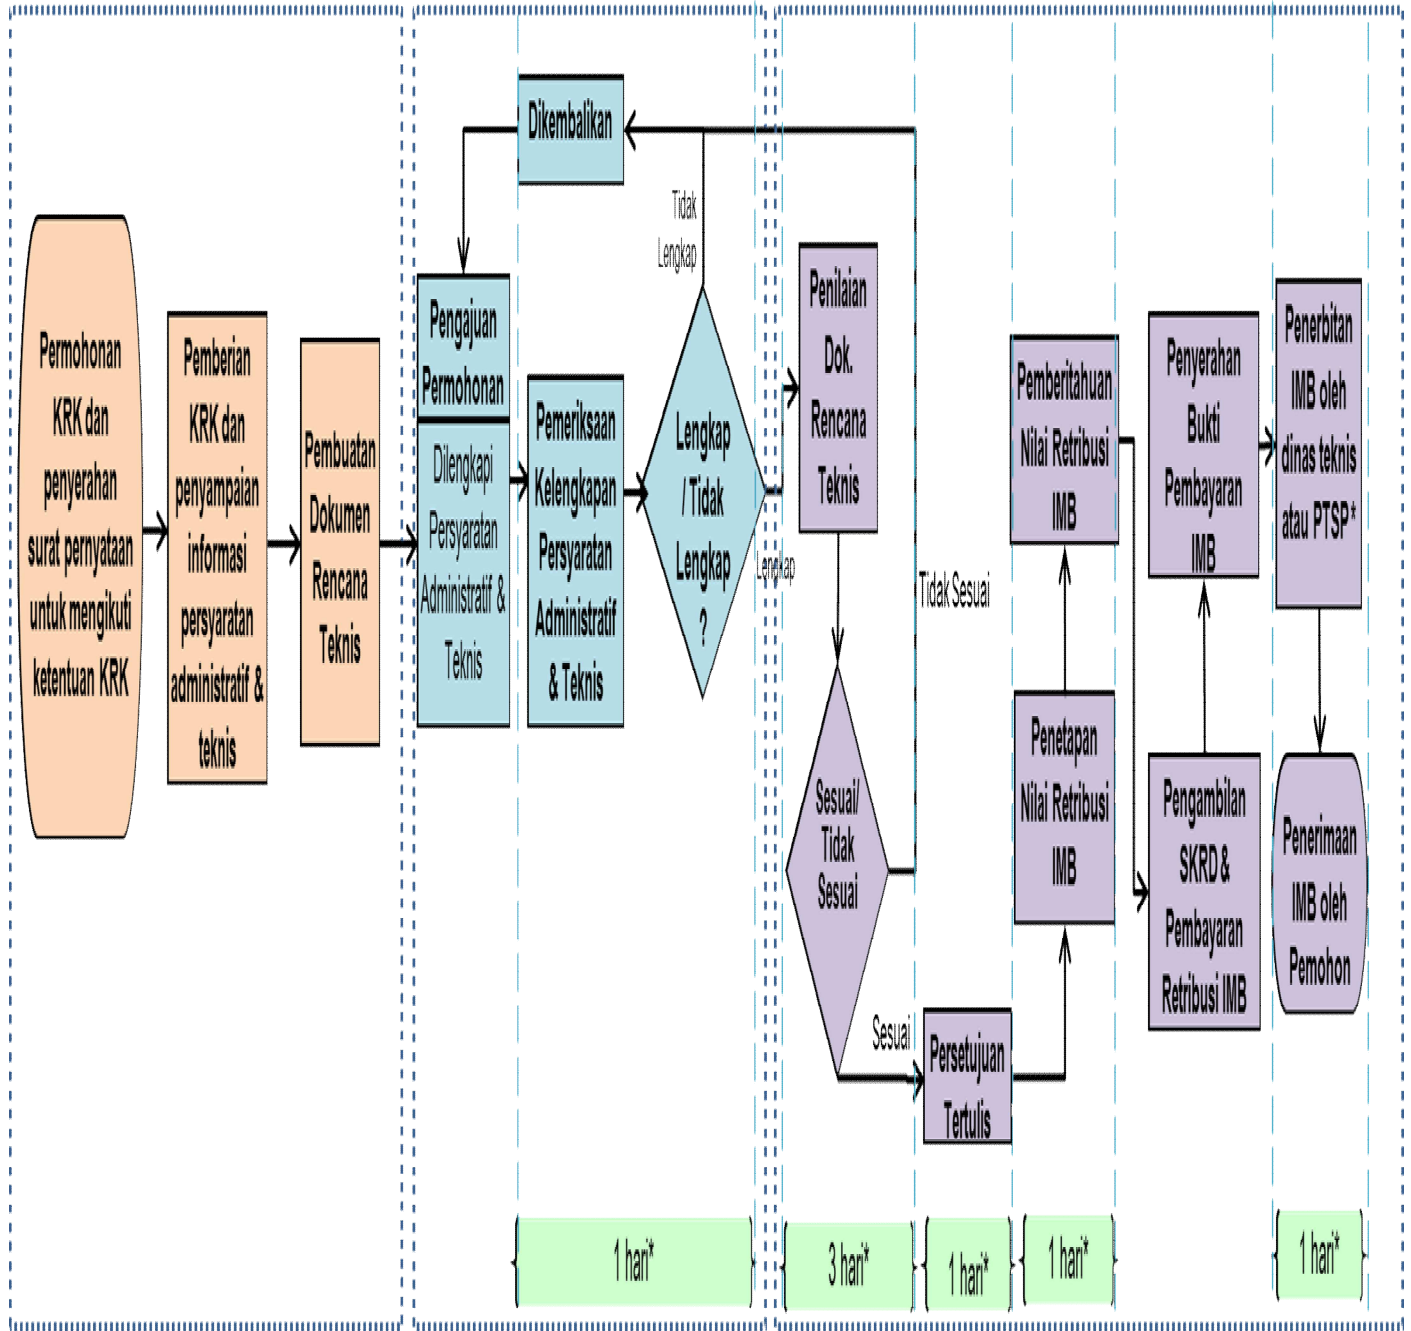 Permohonan
KRK dan
penyerahan
surat pernyataan
untuk mengikuti
ketentuan KRK
Pemberian
KRK dan
penyampaian
informasi
persyaratan
administratif &
teknis
Pembuatan
Dokumen
Rencana
Teknis
Dikembalikan
Pengajuan
Permohonan
Dilengkapi
Persyaratan
Administratif &
Teknis
Pemeriksaan
Kelengkapan
Persyaratan
Administratif
& Teknis
Tidak
Lengkap
Lengkap
/ Tidak
Lengkap
?
Lengkap
Penilaian
Dok.
Rencana
Teknis
Sesuai/
Tidak
Sesuai
Tidak Sesuai
Sesuai
Persetujuan
Tertulis
Penetapan
Nilai Retribusi
IMB
Pemberitahuan
Nilai Retribusi
IMB
Pengambilan
SKRD &
Pembayaran
Retribusi IMB
Penyerahan
Bukti
Pembayaran
IMB
Penerbitan
IMB oleh
dinas teknis
atau PTSP*
Penerimaan
IMB oleh
Pemohon
1 hari*
3 hari*
1 hari*
1 hari*
1 hari*